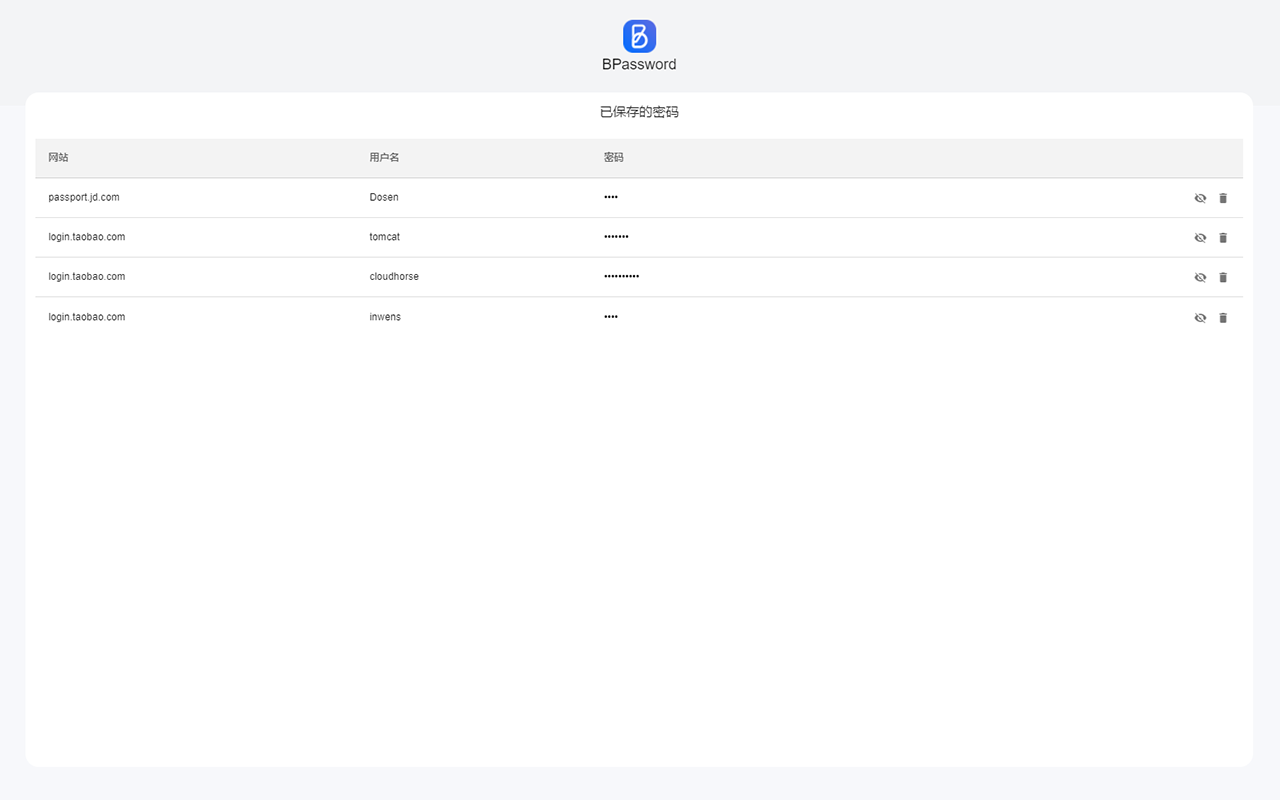 BPassword
已保存的密码
网站 用户名 密码
passport.jd.com Dosen ••••
login.taobao.com tomcat •••••••
login.taobao.com cloudhorse ••••••••••
login.taobao.com inwens ••••